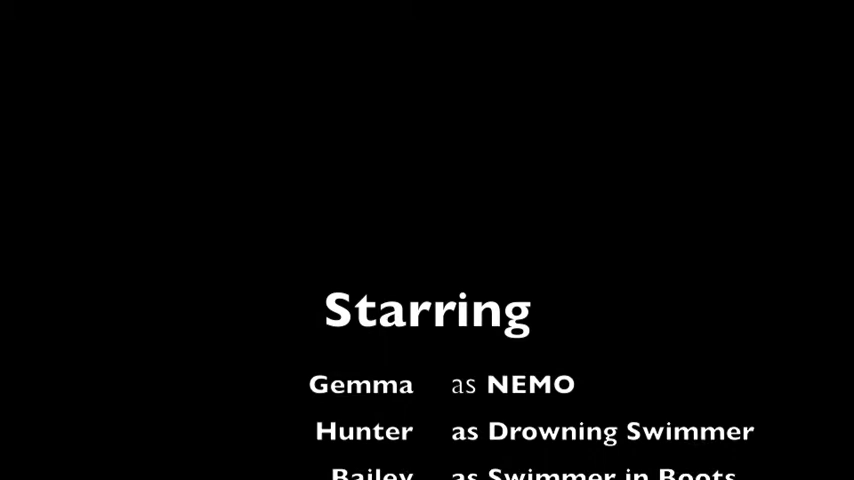 Starring
Gemma as NEMO
Hunter as Drowning Swimmer
Bailey as Swimmer in Boots